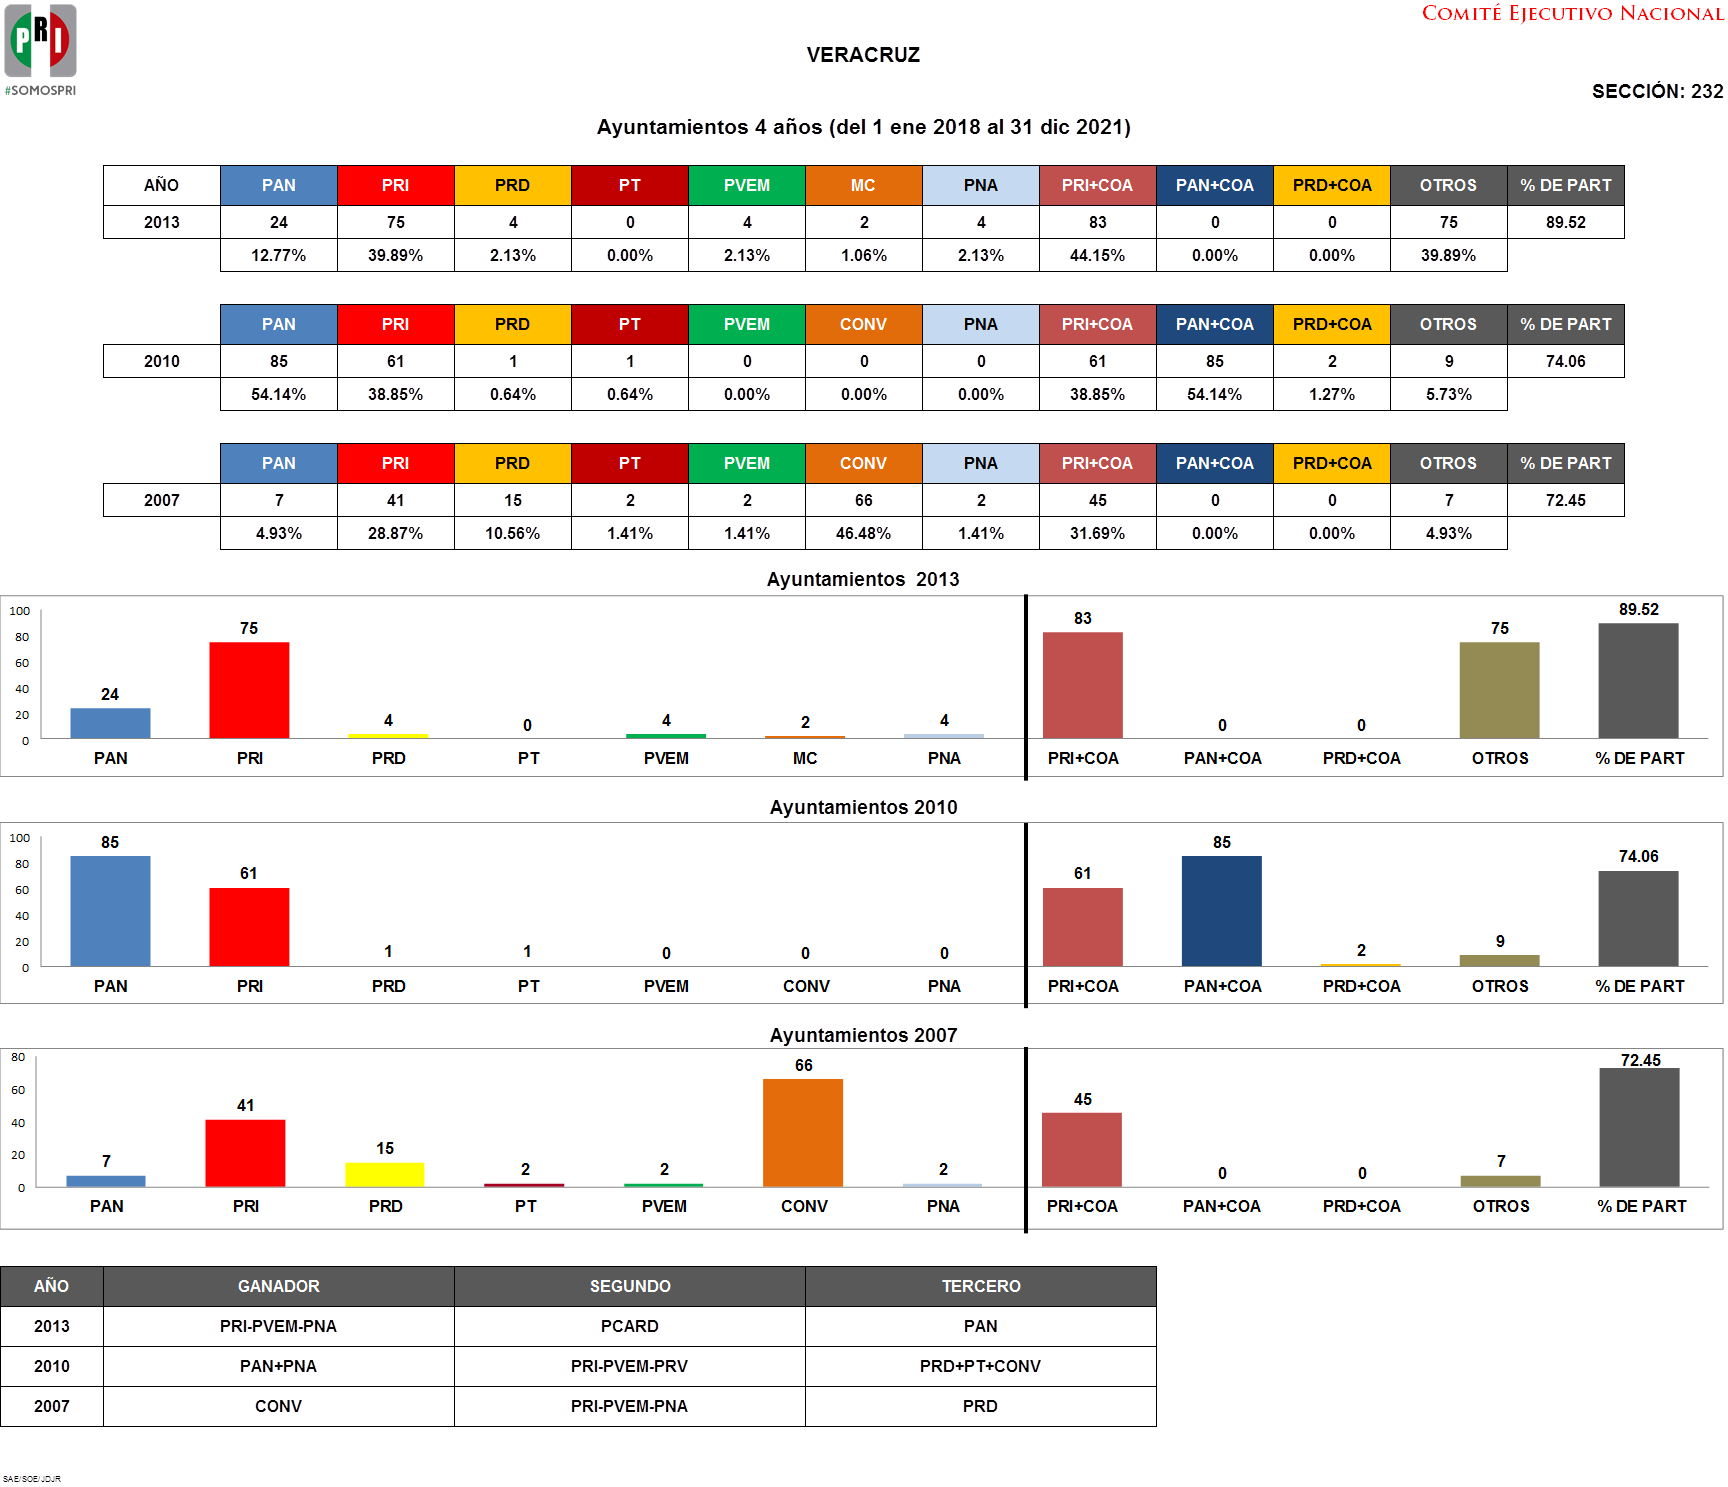 COMITÉ EJECUTIVO NACIONAL
PRI
#SOMOSPRI
VERACRUZ
SECCIÓN: 232
Ayuntamientos 4 años (del 1 ene 2018 al 31 dic 2021)
AÑO PAN PRI PRD PT PVEM MC PNA PRI+COA PAN+COA PRD+COA OTROS % DE PART
2013 24 75 4 0 4 2 4 83 0 0 75 89.52
12.77% 39.89% 2.13% 0.00% 2.13% 1.06% 2.13% 44.15% 0.00% 0.00% 39.89%
PAN PRI PRD PT PVEM CONV PNA PRI+COA PAN+COA PRD+COA OTROS % DE PART
2010 85 61 1 1 0 0 0 61 85 2 9 74.06
54.14% 38.85% 0.64% 0.64% 0.00% 0.00% 0.00% 38.85% 54.14% 1.27% 5.73%
PAN PRI PRD PT PVEM CONV PNA PRI+COA PAN+COA PRD+COA OTROS % DE PART
2007 7 41 15 2 2 66 2 45 0 0 7 72.45
4.93% 28.87% 10.56% 1.41% 1.41% 46.48% 1.41% 31.69% 0.00% 0.00% 4.93%
Ayuntamientos 2013
100
80
60
40
20
0
24 75 4 0 4 2 4 83 0 0 75 89.52
PAN PRI PRD PT PVEM MC PNA PRI+COA PAN+COA PRD+COA OTROS % DE PART
Ayuntamientos 2010
100
80
60
40
20
0
85 61 1 1 0 0 0 61 85 2 9 74.06
PAN PRI PRD PT PVEM CONV PNA PRI+COA PAN+COA PRD+COA OTROS % DE PART
Ayuntamientos 2007
80
60
40
20
0
7 41 15 2 2 66 2 45 0 0 7 72.45
PAN PRI PRD PT PVEM CONV PNA PRI+COA PAN+COA PRD+COA OTROS % DE PART
AÑO GANADOR SEGUNDO TERCERO
2013 PRI-PVEM-PNA PCARD PAN
2010 PAN+PNA PRI-PVEM-PRV PRD+PT+CONV
2007 CONV PRI-PVEM-PNA PRD
SAE/SOE/JDJR